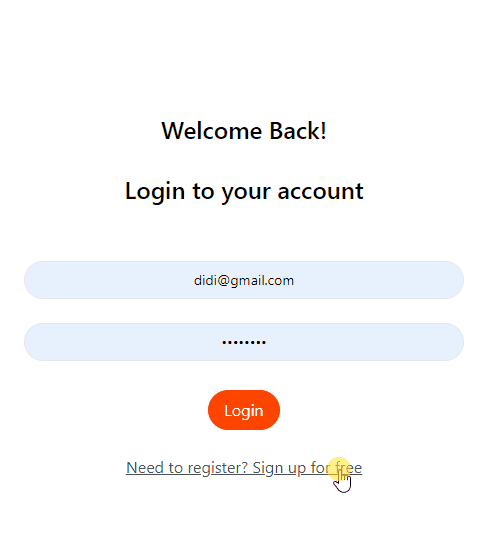 Welcome Back!
Login to your account
didi@gmail.com
••••••••
Login
Need to register? Sign up for free